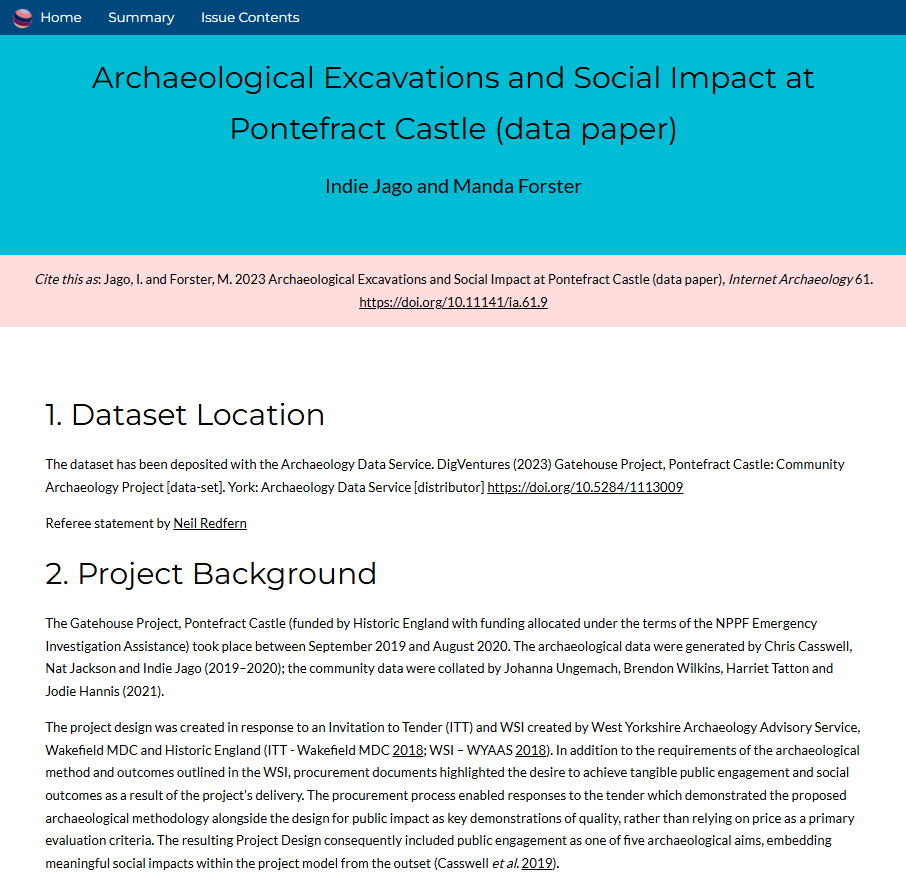 Home Summary Issue Contents
Archaeological Excavations and Social Impact at
Pontefract Castle (data paper)
Indie Jago and Manda Forster
Cite this as: Jago, I. and Forster, M. 2023 Archaeological Excavations and Social Impact at Pontefract Castle (data paper), Internet Archaeology 61.
https://doi.org/10.11141/ia.61.9
1. Dataset Location
The dataset has been deposited with the Archaeology Data Service. DigVentures (2023) Gatehouse Project, Pontefract Castle: Community
Archaeology Project [data-set]. York: Archaeology Data Service [distributor] https://doi.org/10.5284/1113009
Referee statement by Neil Redfern
2. Project Background
The Gatehouse Project, Pontefract Castle (funded by Historic England with funding allocated under the terms of the NPPF Emergency
Investigation Assistance) took place between September 2019 and August 2020. The archaeological data were generated by Chris Casswell,
Nat Jackson and Indie Jago (2019–2020); the community data were collated by Johanna Ungemach, Brendon Wilkins, Harriet Tatton and
Jodie Hannis (2021).
The project design was created in response to an Invitation to Tender (ITT) and WSI created by West Yorkshire Archaeology Advisory Service,
Wakefield MDC and Historic England (ITT - Wakefield MDC 2018; WSI – WYAAS 2018). In addition to the requirements of the archaeological
method and outcomes outlined in the WSI, procurement documents highlighted the desire to achieve tangible public engagement and social
outcomes as a result of the project's delivery. The procurement process enabled responses to the tender which demonstrated the proposed
archaeological methodology alongside the design for public impact as key demonstrations of quality, rather than relying on price as a primary
evaluation criteria. The resulting Project Design consequently included public engagement as one of five archaeological aims, embedding
meaningful social impacts within the project model from the outset (Casswell et al. 2019).